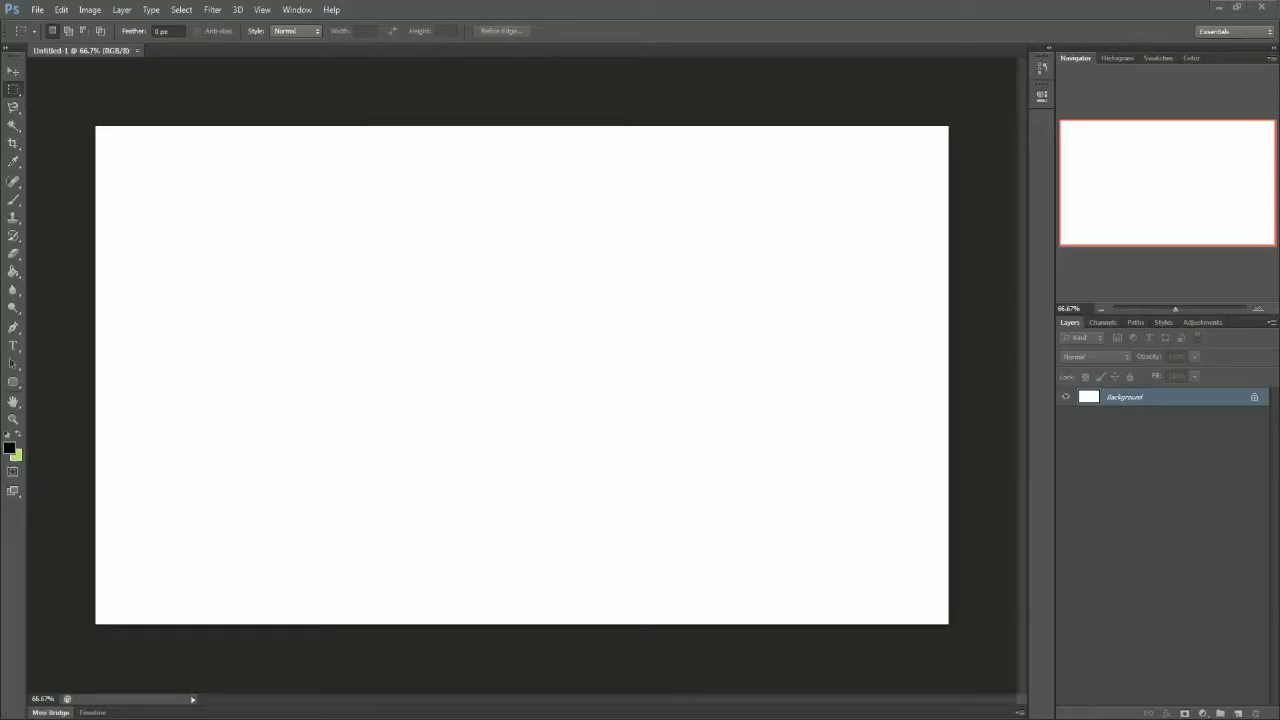 Ps File Edit Image Layer Type Select Filter 3D View Window Help
Feather: 0 px Anti-alias Style: Normal Width: Height: Refine Edge... Essentials
Untitled-1 @ 66.7% (RGB/8) ×
Navigator Histogram Swatches Color
66.67%
Layers Channels Paths Styles Adjustments
Kind
Normal Opacity: 100%
Lock: Fill: 100%
Background
66.67%
Mini Bridge Timeline